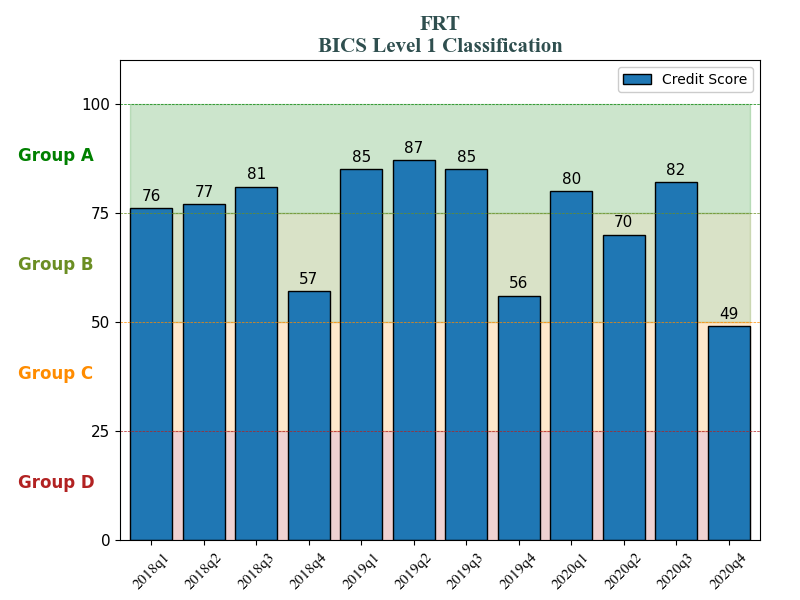 FRT
BICS Level 1 Classification
Credit Score
100
Group A
75
Group B
50
Group C
25
Group D
0
76
77
81
57
85
87
85
56
80
70
82
49
2018q1
2018q2
2018q3
2018q4
2019q1
2019q2
2019q3
2019q4
2020q1
2020q2
2020q3
2020q4